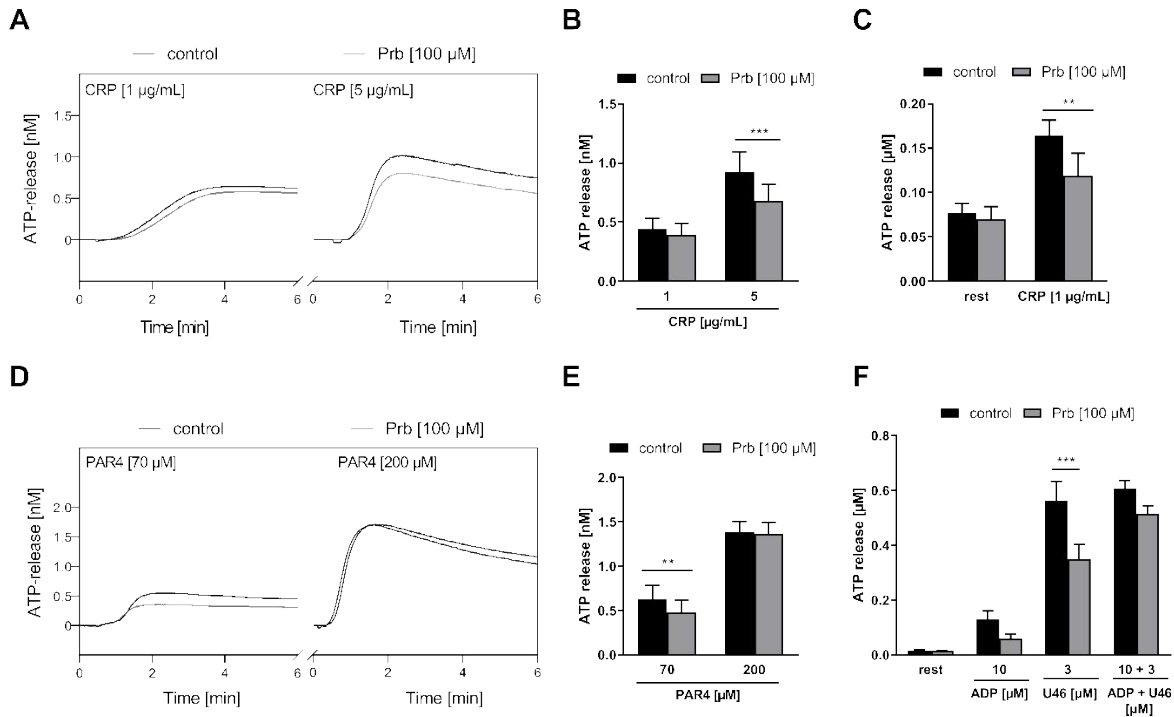 A
control
Prb [100 µM]
CRP [1 µg/mL]
CRP [5 µg/mL]
ATP-release [nM]
1.5
1.0
0.5
0
0
2
4
6
0
2
4
6
Time [min]
Time [min]
B
control
Prb [100 µM]
ATP release [nM]
1.5
1.0
0.5
0.0
***
1
5
CRP [µg/mL]
C
control
Prb [100 µM]
ATP release [µM]
0.20
0.15
0.10
0.05
0.00
**
rest
CRP [1 µg/mL]
D
control
Prb [100 µM]
PAR4 [70 µM]
PAR4 [200 µM]
ATP-release [nM]
2.0
1.5
1.0
0.5
0
0
2
4
6
0
2
4
6
Time [min]
Time [min]
E
control
Prb [100 µM]
ATP release [nM]
2.0
1.5
1.0
0.5
0.0
**
70
200
PAR4 [µM]
F
control
Prb [100 µM]
ATP release [µM]
0.8
0.6
0.4
0.2
0.0
***
rest
10
3
10 + 3
ADP [µM]
U46 [µM]
ADP + U46
[µM]